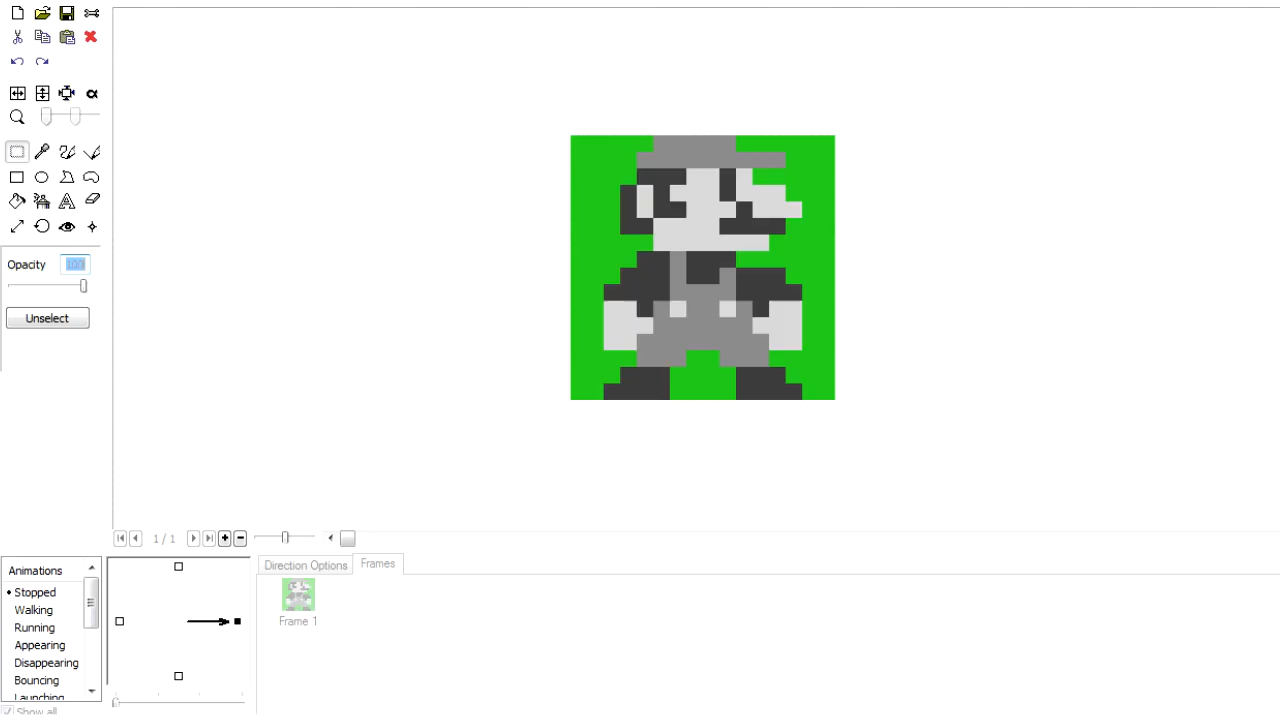 Opacity 100
Unselect
1 / 1
Animations
Stopped
Walking
Running
Appearing
Disappearing
Bouncing
Launching
Show all
Direction Options
Frames
Frame 1